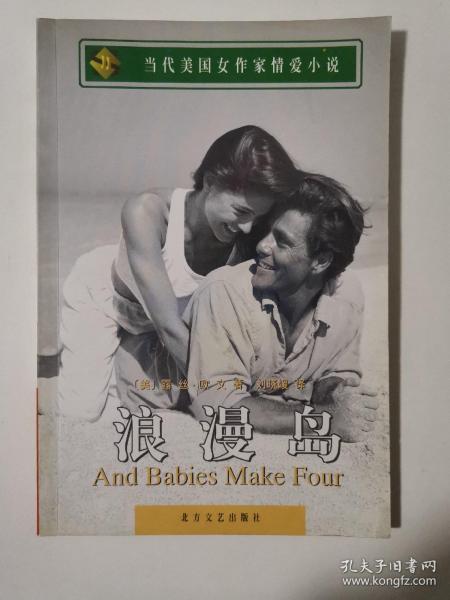 11
当代美国女作家情爱小说
〔美〕露丝·欧文 著 刘晓媛 译
浪漫岛
And Babies Make Four
北方文艺出版社
孔夫子旧书网
www.kongfz.com